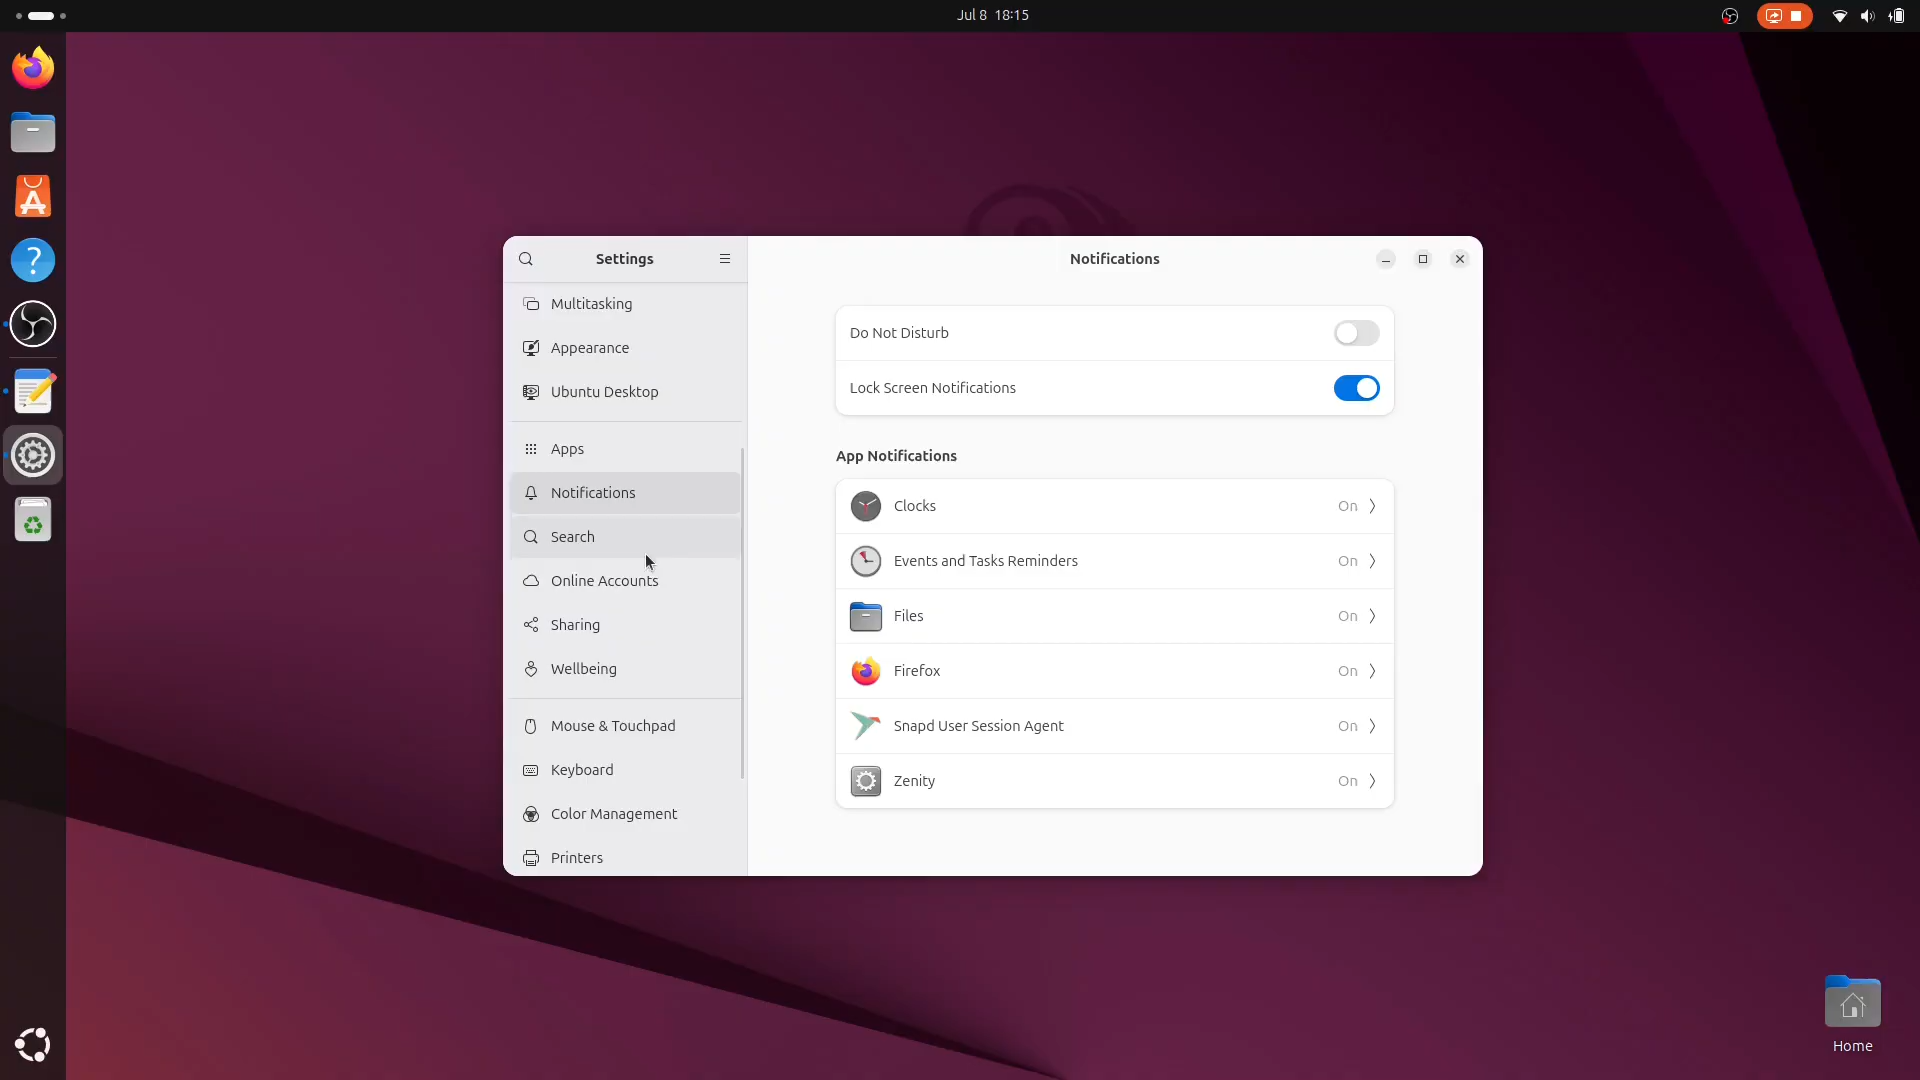 Jul 8 18:15
Settings
Notifications
Multitasking
Appearance
Ubuntu Desktop
Apps
Notifications
Search
Online Accounts
Sharing
Wellbeing
Mouse & Touchpad
Keyboard
Color Management
Printers
Do Not Disturb
Lock Screen Notifications
App Notifications
Clocks On
Events and Tasks Reminders On
Files On
Firefox On
Snapd User Session Agent On
Zenity On
Home